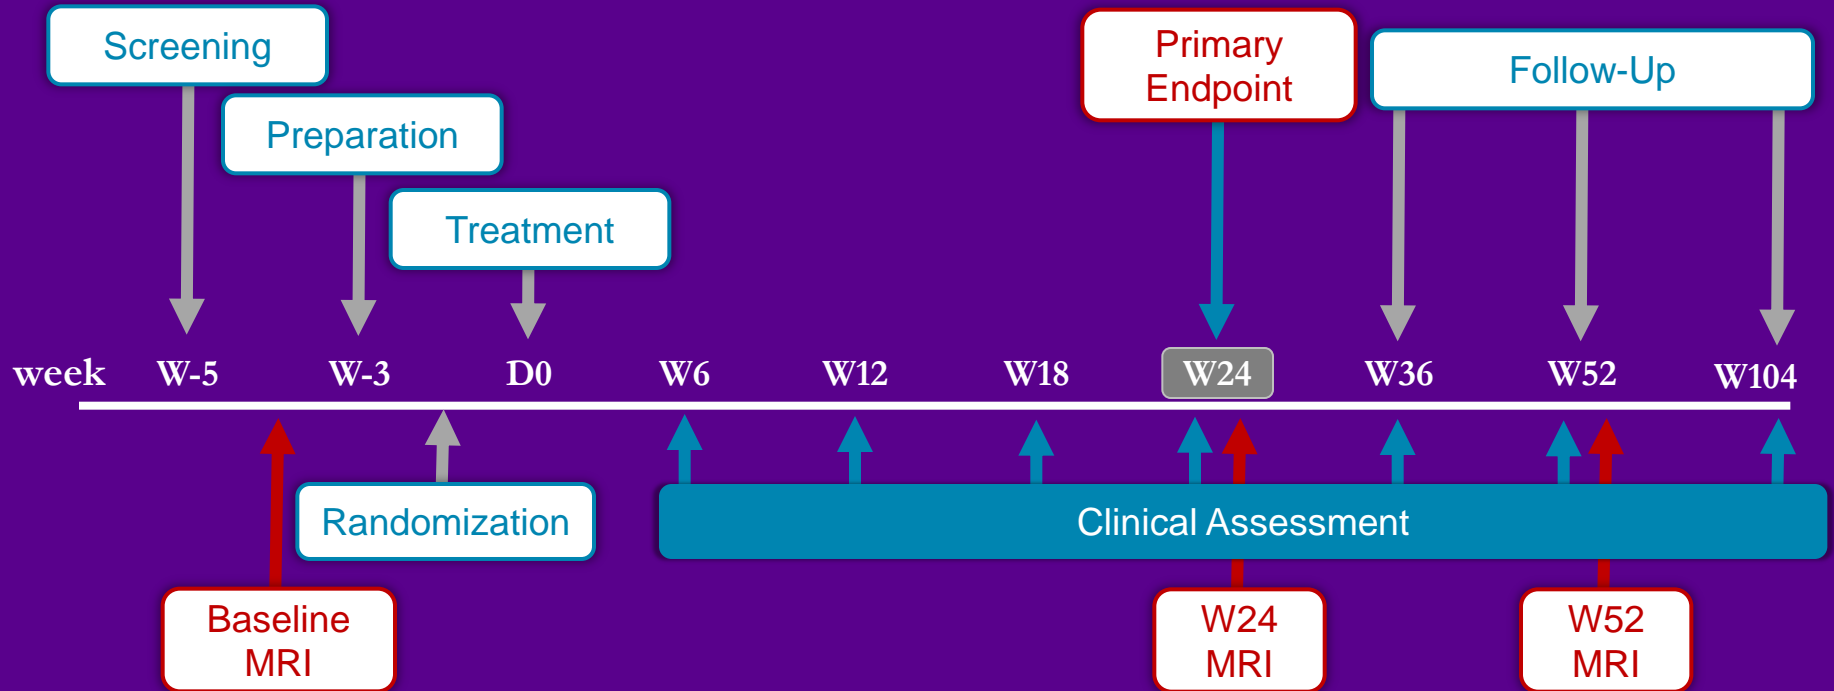 Screening
Preparation
Treatment
Primary
Endpoint
Follow-Up
week W-5 W-3 D0 W6 W12 W18 W24 W36 W52 W104
Randomization
Clinical Assessment
Baseline
MRI
W24
MRI
W52
MRI